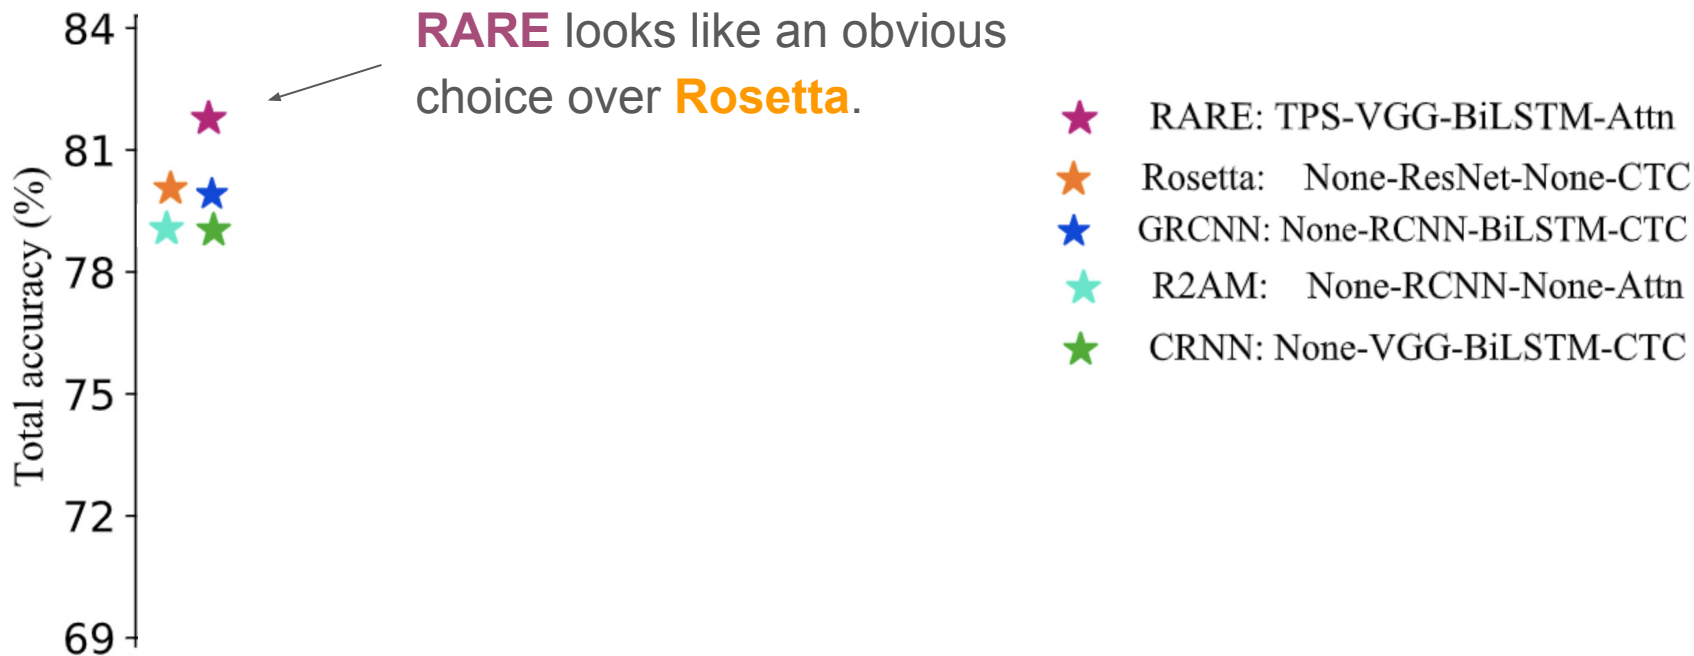 RARE looks like an obvious
choice over Rosetta.
Total accuracy (%)
84
81
78
75
72
69
RARE: TPS-VGG-BiLSTM-Attn
Rosetta: None-ResNet-None-CTC
GRCNN: None-RCNN-BiLSTM-CTC
R2AM: None-RCNN-None-Attn
CRNN: None-VGG-BiLSTM-CTC